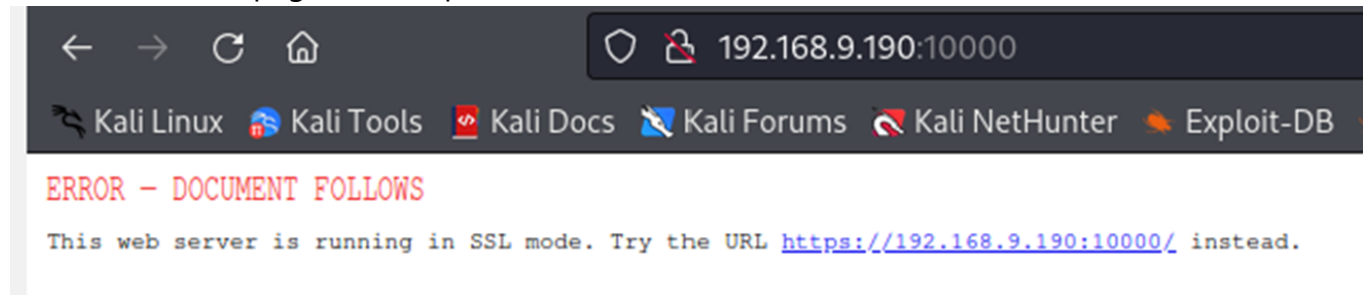 192.168.9.190:10000
Kali Linux Kali Tools Kali Docs Kali Forums Kali NetHunter Exploit-DB
ERROR - DOCUMENT FOLLOWS
This web server is running in SSL mode. Try the URL https://192.168.9.190:10000/ instead.